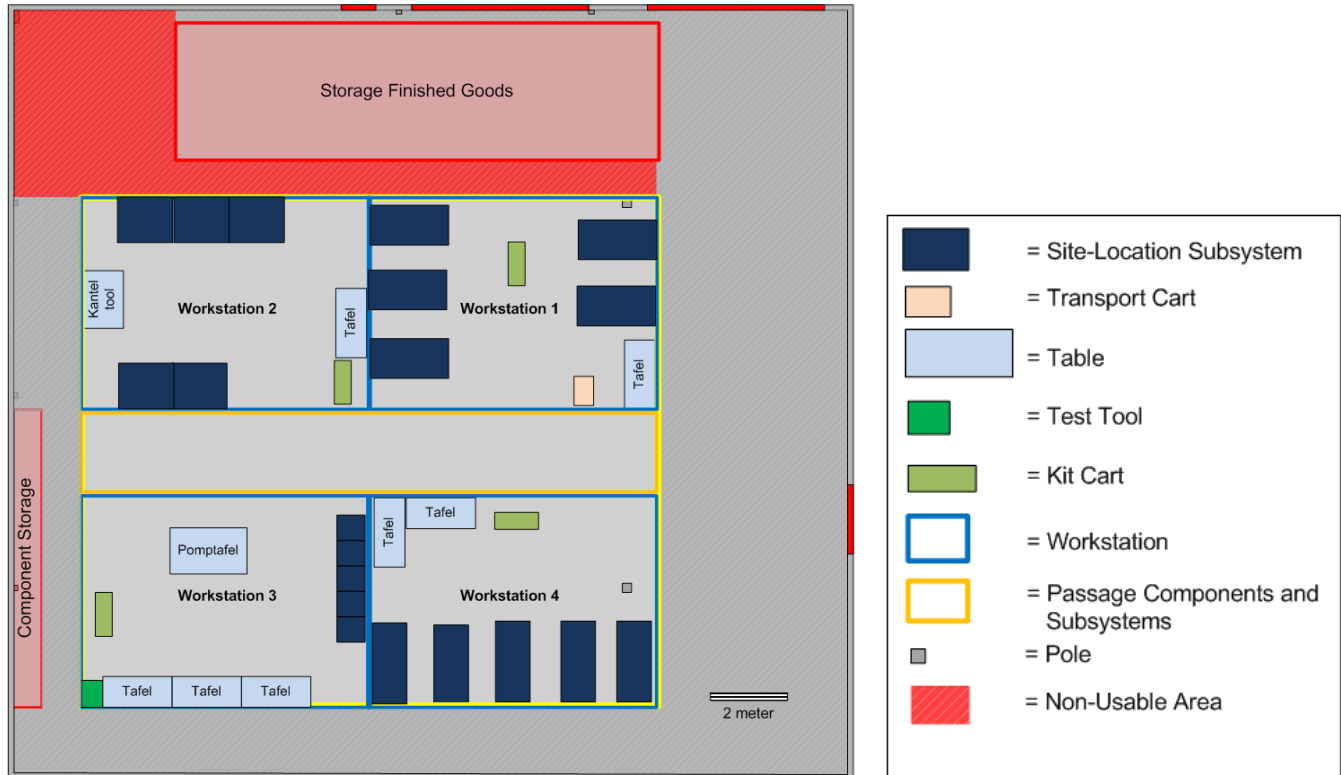 Storage Finished Goods
Kantel
tool
Workstation 2
Tafel
Workstation 1
Tafel
Component Storage
Pomptafel
Workstation 3
Tafel
Tafel
Tafel
Tafel
Tafel
Workstation 4
2 meter
= Site-Location Subsystem
= Transport Cart
= Table
= Test Tool
= Kit Cart
= Workstation
= Passage Components and
Subsystems
= Pole
= Non-Usable Area